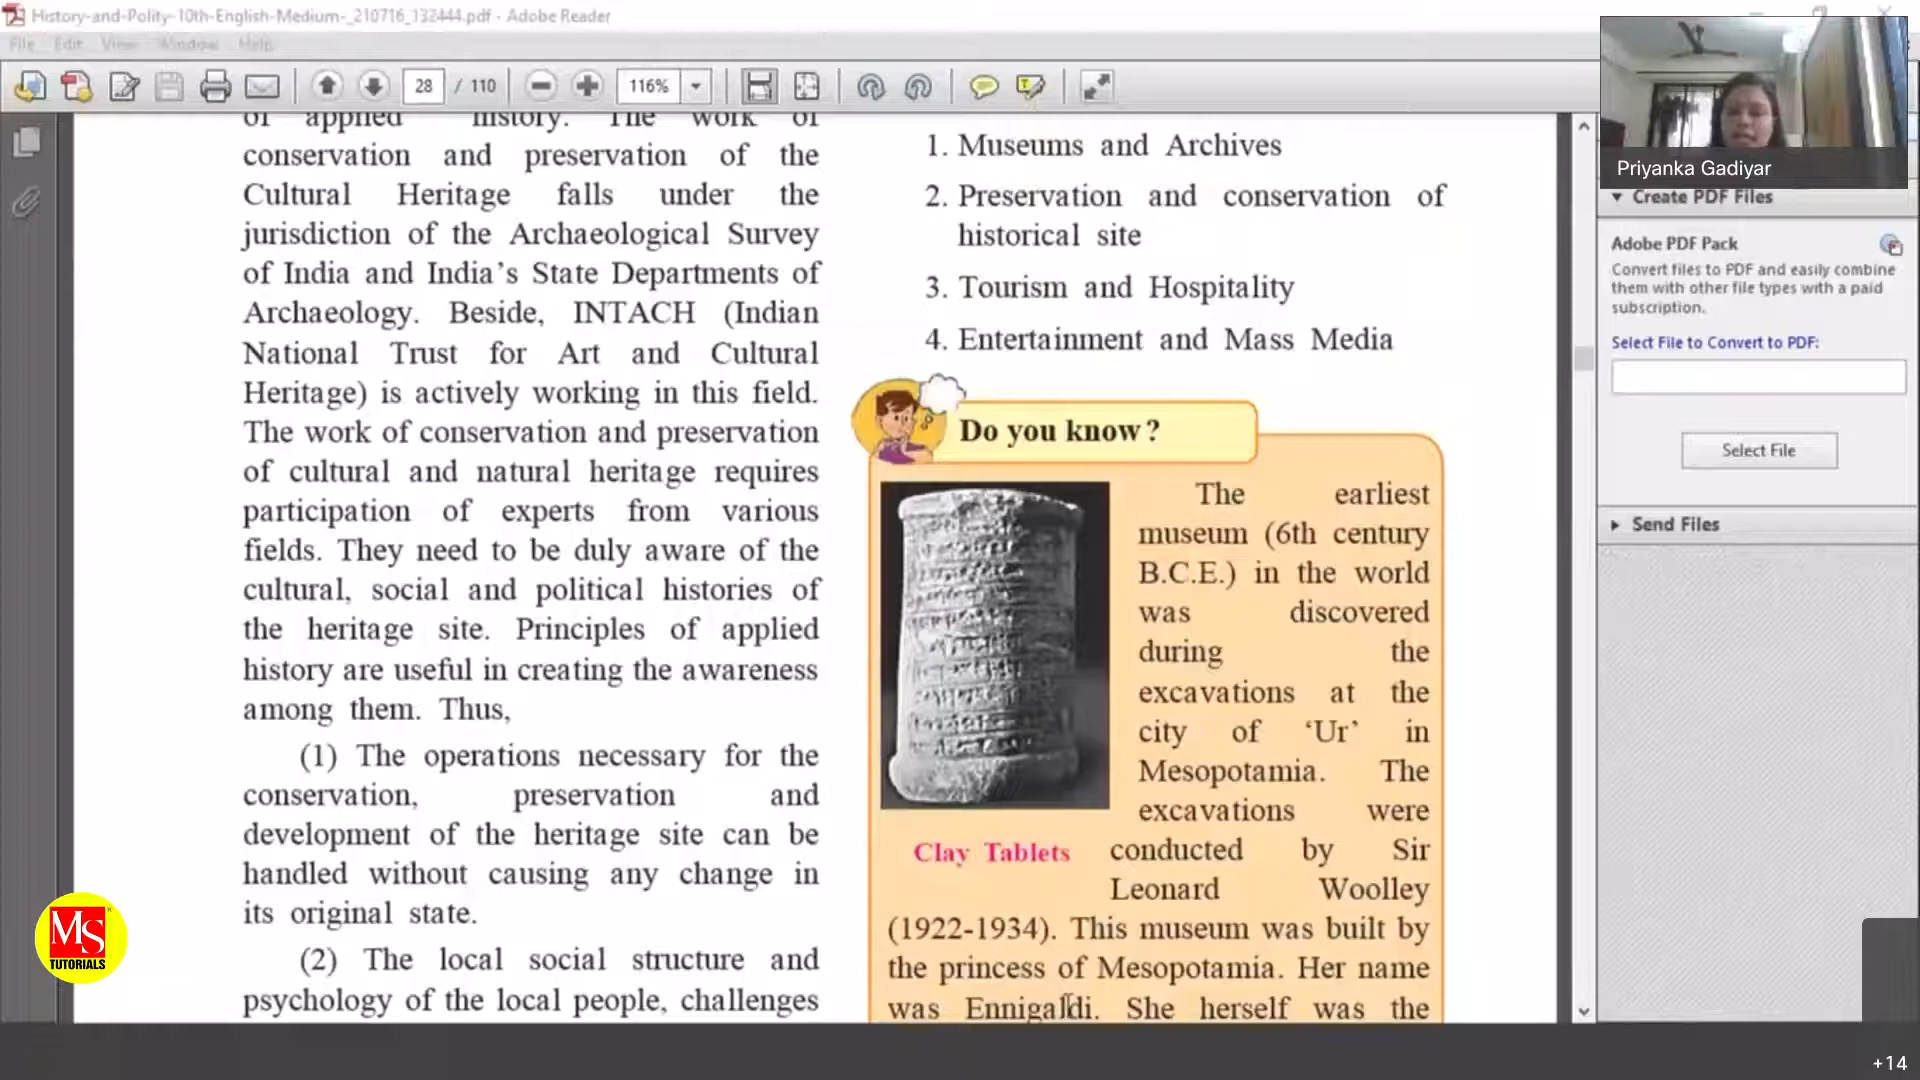 History-and-Polity-10th-English-Medium-_210716_132444.pdf - Adobe Reader
File Edit View Window Help
28 / 110 116%
of applied history. The work of
conservation and preservation of the
Cultural Heritage falls under the
jurisdiction of the Archaeological Survey
of India and India's State Departments of
Archaeology. Beside, INTACH (Indian
National Trust for Art and Cultural
Heritage) is actively working in this field.
The work of conservation and preservation
of cultural and natural heritage requires
participation of experts from various
fields. They need to be duly aware of the
cultural, social and political histories of
the heritage site. Principles of applied
history are useful in creating the awareness
among them. Thus,
(1) The operations necessary for the
conservation, preservation and
development of the heritage site can be
handled without causing any change in
its original state.
(2) The local social structure and
psychology of the local people, challenges
1. Museums and Archives
2. Preservation and conservation of
historical site
3. Tourism and Hospitality
4. Entertainment and Mass Media
Do you know?
The earliest
museum (6th century
B.C.E.) in the world
was discovered
during the
excavations at the
city of ‘Ur’ in
Mesopotamia. The
excavations were
Clay Tablets
conducted by Sir
Leonard Woolley
(1922-1934). This museum was built by
the princess of Mesopotamia. Her name
was Ennigaldi. She herself was the
Priyanka Gadiyar
Create PDF Files
Adobe PDF Pack
Convert files to PDF and easily combine
them with other file types with a paid
subscription.
Select File to Convert to PDF:
Select File
Send Files
MS
TUTORIALS
+14